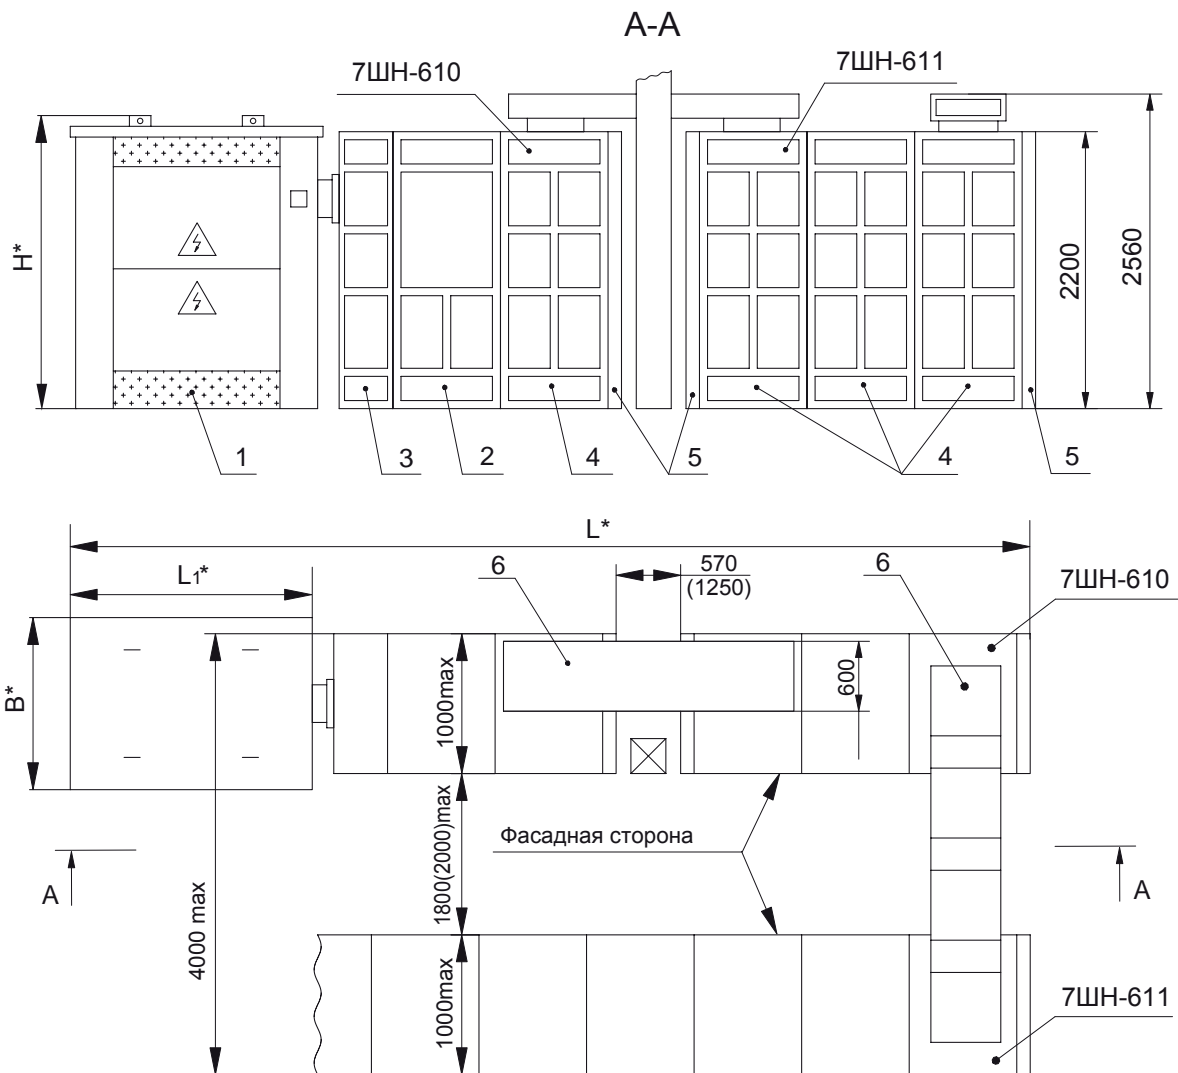 А-А
7ШН-610
7ШН-611
H*
2200
2560
1
3
2
4
5
4
5
L*
L1*
6
570
(1250)
6
7ШН-610
B*
1000max
600
Фасадная сторона
1800(2000)max
А
А
4000 max
1000max
7ШН-611